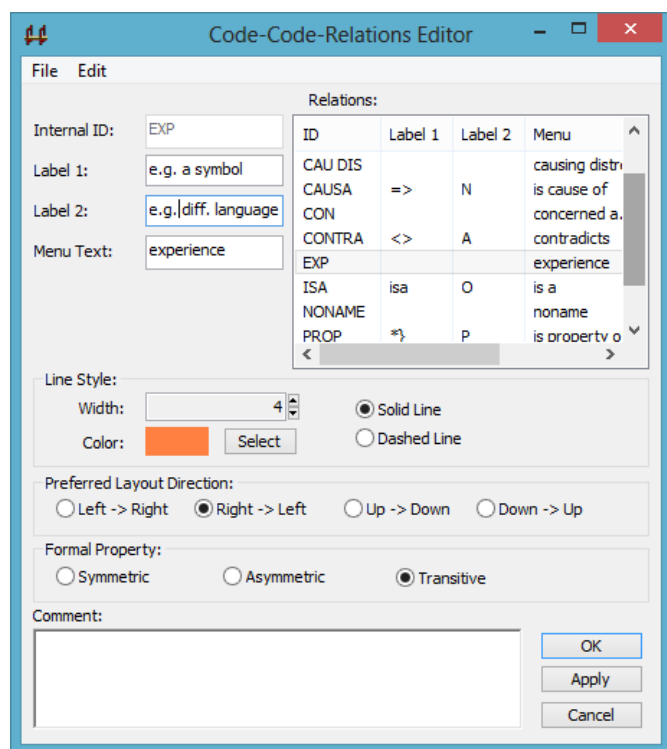 Code-Code-Relations Editor
File Edit
Relations:
Internal ID: EXP
Label 1: e.g. a symbol
Label 2: e.g. diff. language
Menu Text: experience
ID Label 1 Label 2 Menu
CAU DIS causing distre
CAUSA => N is cause of
CON concerned a.
CONTRA <> A contradicts
EXP experience
ISA isa O is a
NONAME noname
PROP *} P is property o
Line Style:
Width: 4 Solid Line
Color: Select Dashed Line
Preferred Layout Direction:
Left -> Right Right -> Left Up -> Down Down -> Up
Formal Property:
Symmetric Asymmetric Transitive
Comment:
OK
Apply
Cancel